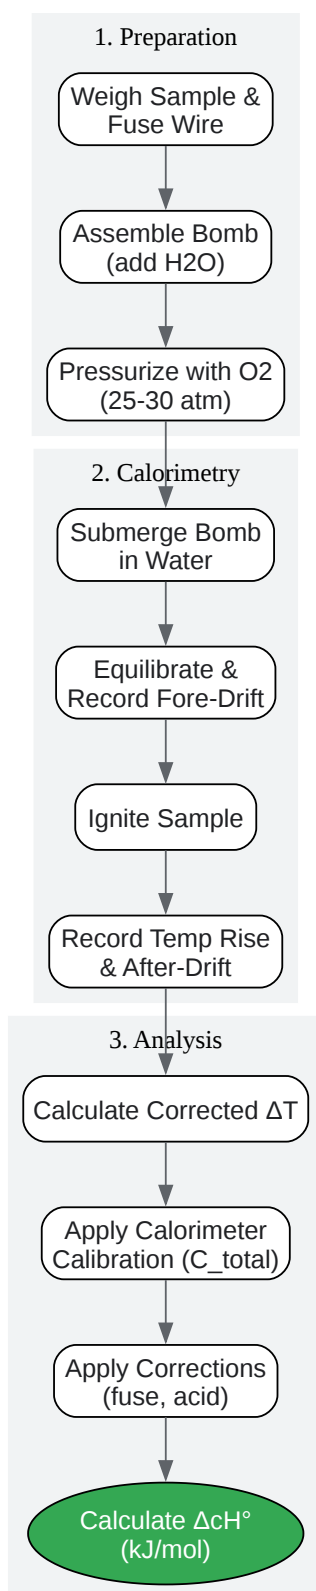 1. Preparation
Weigh Sample &
Fuse Wire
Assemble Bomb
(add H2O)
Pressurize with O2
(25-30 atm)
2. Calorimetry
Submerge Bomb
in Water
Equilibrate &
Record Fore-Drift
Ignite Sample
Record Temp Rise
& After-Drift
3. Analysis
Calculate Corrected ΔT
Apply Calorimeter
Calibration (C_total)
Apply Corrections
(fuse, acid)
Calculate ΔcH°
(kJ/mol)